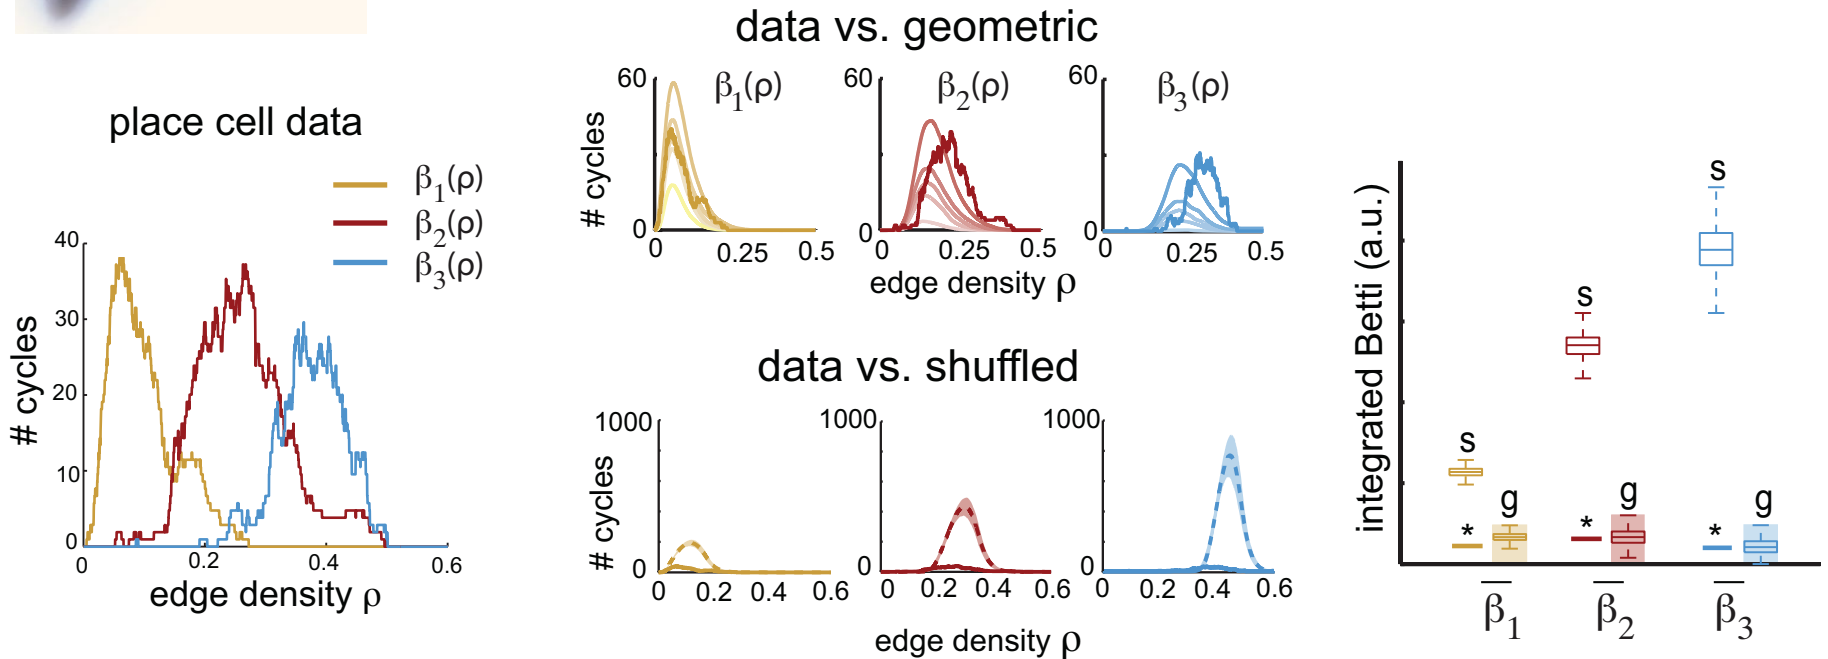 place cell data
β1(ρ)
β2(ρ)
β3(ρ)
# cycles
40
30
20
10
0
0 0.2 0.4 0.6
edge density ρ
data vs. geometric
# cycles
60 β1(ρ)
0
0 0.25 0.5
60 β2(ρ)
0
0 0.25 0.5
60 β3(ρ)
0
0 0.25 0.5
edge density ρ
data vs. shuffled
# cycles
1000
0
0 0.2 0.4 0.6
1000
0
0 0.2 0.4 0.6
1000
0
0 0.2 0.4 0.6
edge density ρ
integrated Betti (a.u.)
s
s
s
* g
* g
* g
β̅1 β̅2 β̅3